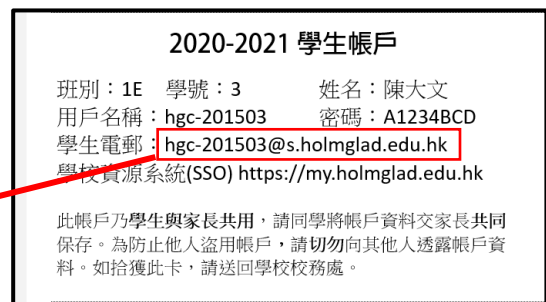 2020-2021 學生帳戶
班別：1E 學號：3 姓名：陳大文
用戶名稱：hgc-201503 密碼：A1234BCD
學生電郵：hgc-201503@s.holmglad.edu.hk
學校資源系統(SSO) https://my.holmglad.edu.hk
此帳戶乃學生與家長共用，請同學將帳戶資料交家長共同
保存。為防止他人盜用帳戶，請切勿向其他人透露帳戶資
料。如拾獲此卡，請送回學校校務處。